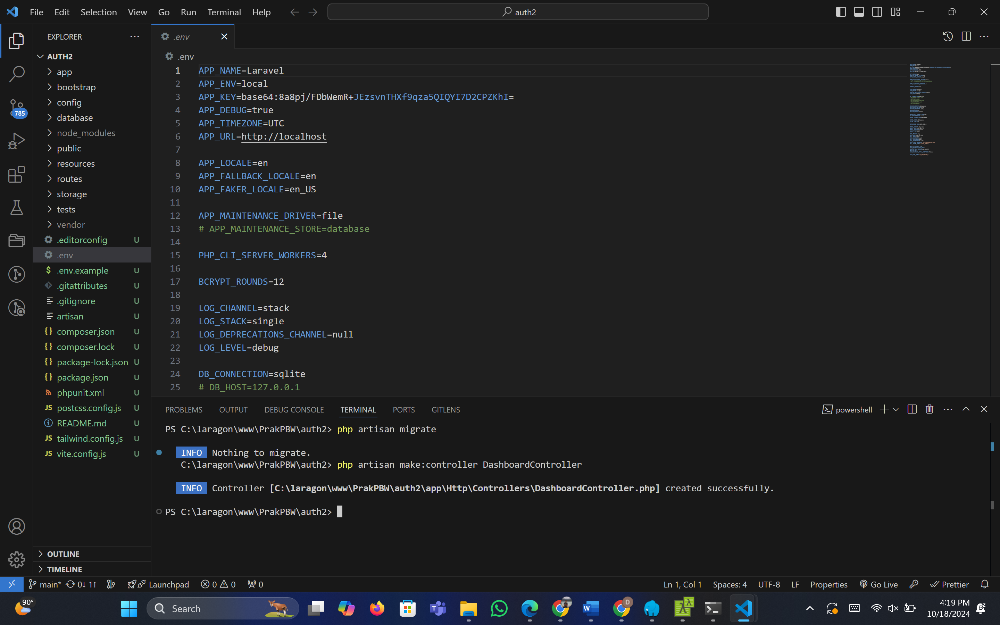 File Edit Selection View Go Run Terminal Help
auth2
EXPLORER
AUTH2
app
bootstrap
config
database
node_modules
public
resources
routes
storage
tests
vendor
.editorconfig U
.env
.env.example U
.gitattributes U
.gitignore U
artisan U
composer.json U
composer.lock U
package-lock.json U
package.json U
phpunit.xml U
postcss.config.js U
README.md U
tailwind.config.js U
vite.config.js U
OUTLINE
TIMELINE
785
.env
.env
1 APP_NAME=Laravel
2 APP_ENV=local
3 APP_KEY=base64:8a8pj/FDbWemR+JEzsvnTHXf9qza5QIQYI7D2CPZKhI=
4 APP_DEBUG=true
5 APP_TIMEZONE=UTC
6 APP_URL=http://localhost
7
8 APP_LOCALE=en
9 APP_FALLBACK_LOCALE=en
10 APP_FAKER_LOCALE=en_US
11
12 APP_MAINTENANCE_DRIVER=file
13 # APP_MAINTENANCE_STORE=database
14
15 PHP_CLI_SERVER_WORKERS=4
16
17 BCRYPT_ROUNDS=12
18
19 LOG_CHANNEL=stack
20 LOG_STACK=single
21 LOG_DEPRECATIONS_CHANNEL=null
22 LOG_LEVEL=debug
23
24 DB_CONNECTION=sqlite
25 # DB_HOST=127.0.0.1
PROBLEMS OUTPUT DEBUG CONSOLE TERMINAL PORTS GITLENS
powershell
PS C:\laragon\www\PrakPBW\auth2> php artisan migrate
INFO Nothing to migrate.
C:\laragon\www\PrakPBW\auth2> php artisan make:controller DashboardController
INFO Controller [C:\laragon\www\PrakPBW\auth2\app\Http\Controllers\DashboardController.php] created successfully.
PS C:\laragon\www\PrakPBW\auth2>
main* 0↓ 1↑ Launchpad 0 0 0
Ln 1, Col 1 Spaces: 4 UTF-8 LF Properties Go Live Prettier
90°
Search
D
4:19 PM
10/18/2024